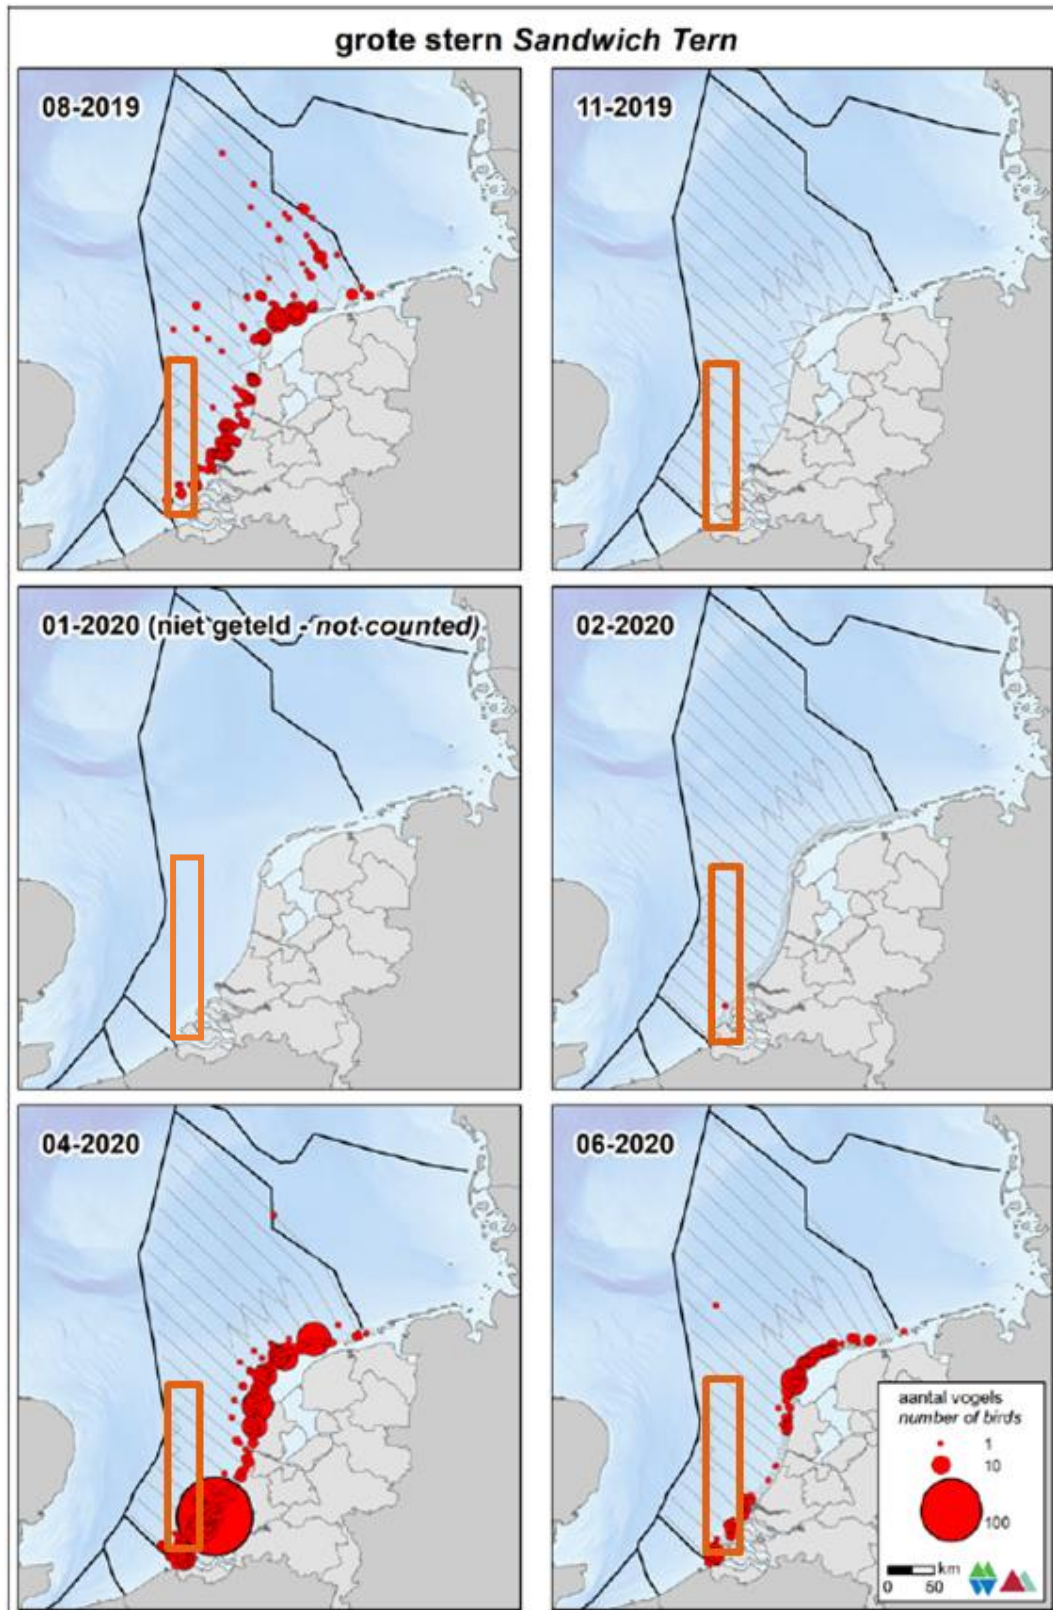 grote stern Sandwich Tern
08-2019
11-2019
01-2020 (niet geteld - not counted)
02-2020
04-2020
06-2020
aantal vogels
number of birds
1
10
100
km
0 50